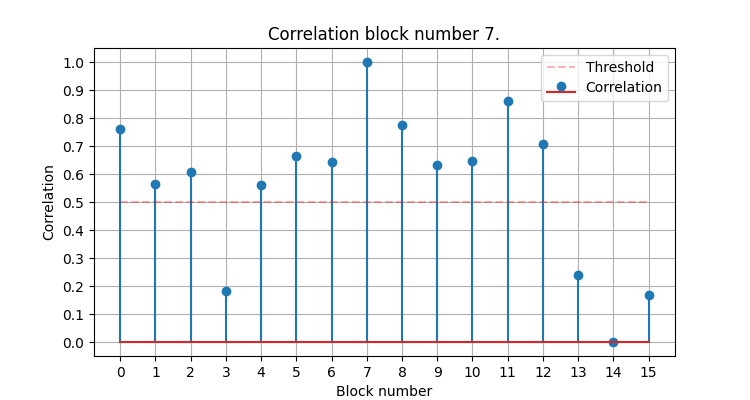 Correlation block number 7.
Threshold
Correlation
Correlation
1.0
0.9
0.8
0.7
0.6
0.5
0.4
0.3
0.2
0.1
0.0
0 1 2 3 4 5 6 7 8 9 10 11 12 13 14 15
Block number